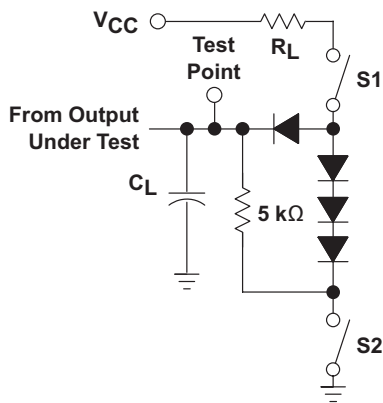 VCC
RL
Test
Point
S1
From Output
Under Test
CL
5 kΩ
S2